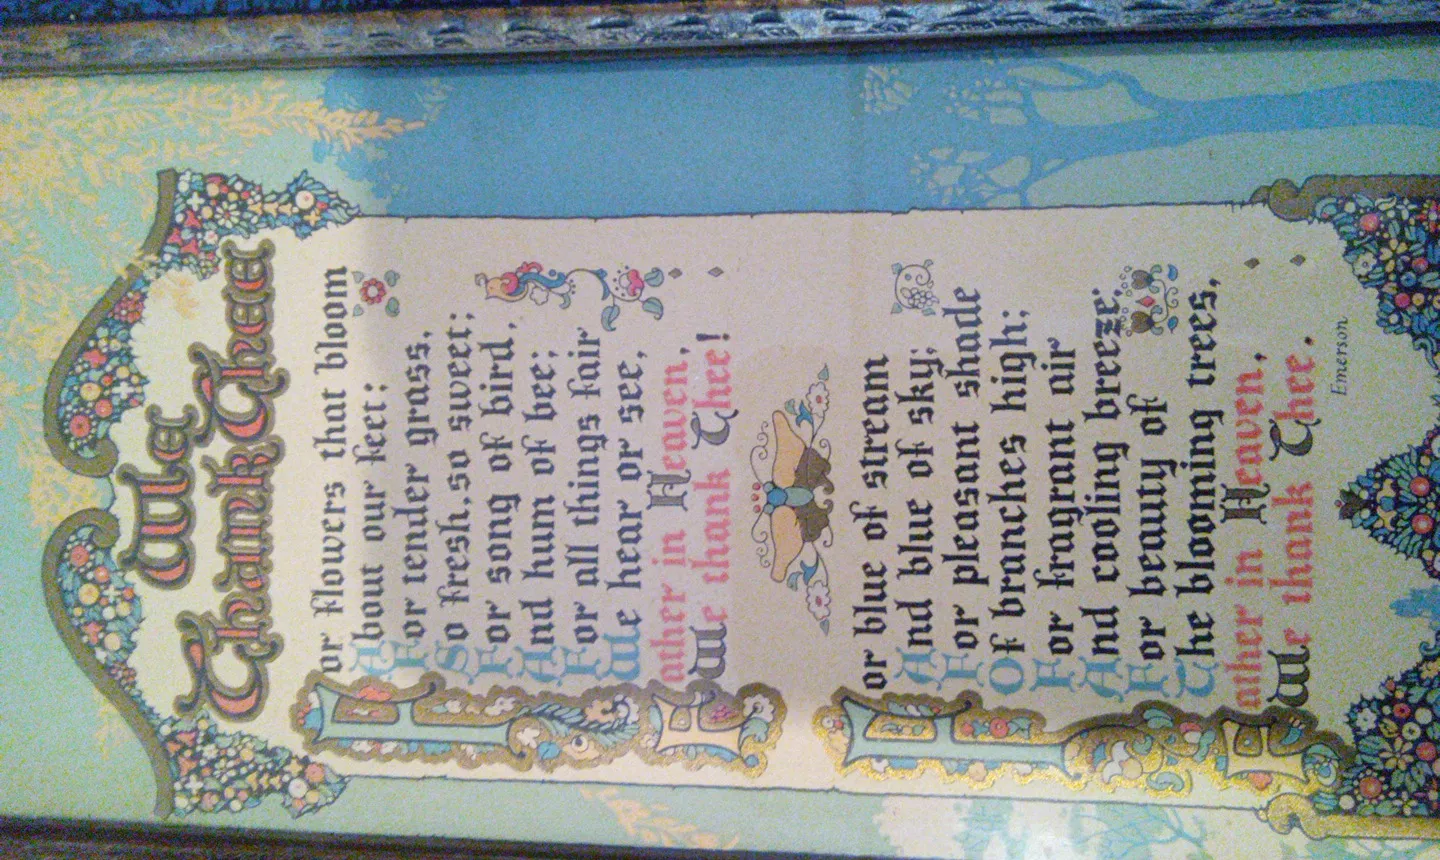 We
Thank Thee
For flowers that bloom
About our feet;
For tender grass,
So fresh, so sweet;
For song of bird,
And hum of bee;
For all things fair
We hear or see,
Father in Heaven,
We thank Thee!
For blue of stream
And blue of sky;
For pleasant shade
Of branches high;
For fragrant air
And cooling breeze;
For beauty of
The blooming trees,
Father in Heaven,
We thank Thee.
Emerson